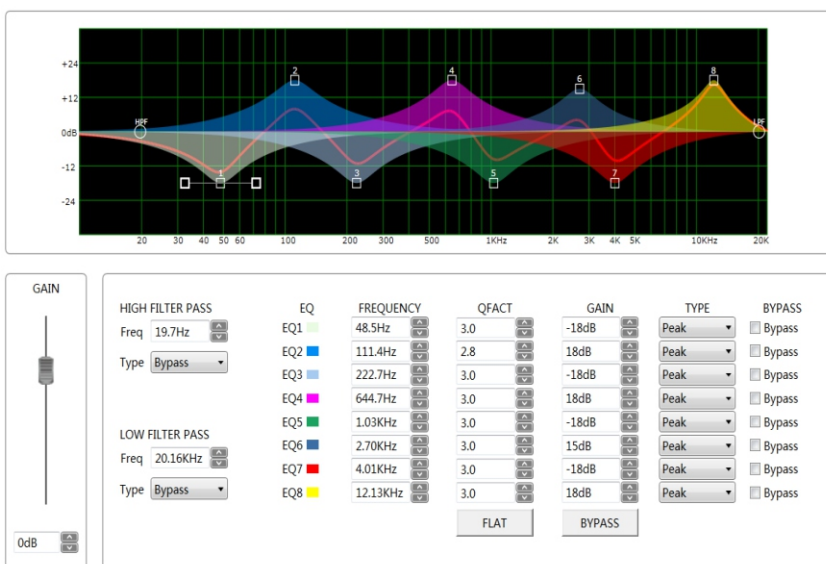 +24
+12
0dB
-12
-24
HPF
1
2
3
4
5
6
7
8
LPF
20 30 40 50 60 100 200 300 500 1KHz 2K 3K 4K 5K 10KHz 20K
GAIN
0dB
HIGH FILTER PASS
Freq 19.7Hz
Type Bypass
LOW FILTER PASS
Freq 20.16KHz
Type Bypass
EQ FREQUENCY QFACT GAIN TYPE BYPASS
EQ1 48.5Hz 3.0 -18dB Peak Bypass
EQ2 111.4Hz 2.8 18dB Peak Bypass
EQ3 222.7Hz 3.0 -18dB Peak Bypass
EQ4 644.7Hz 3.0 18dB Peak Bypass
EQ5 1.03KHz 3.0 -18dB Peak Bypass
EQ6 2.70KHz 3.0 15dB Peak Bypass
EQ7 4.01KHz 3.0 -18dB Peak Bypass
EQ8 12.13KHz 3.0 18dB Peak Bypass
FLAT BYPASS